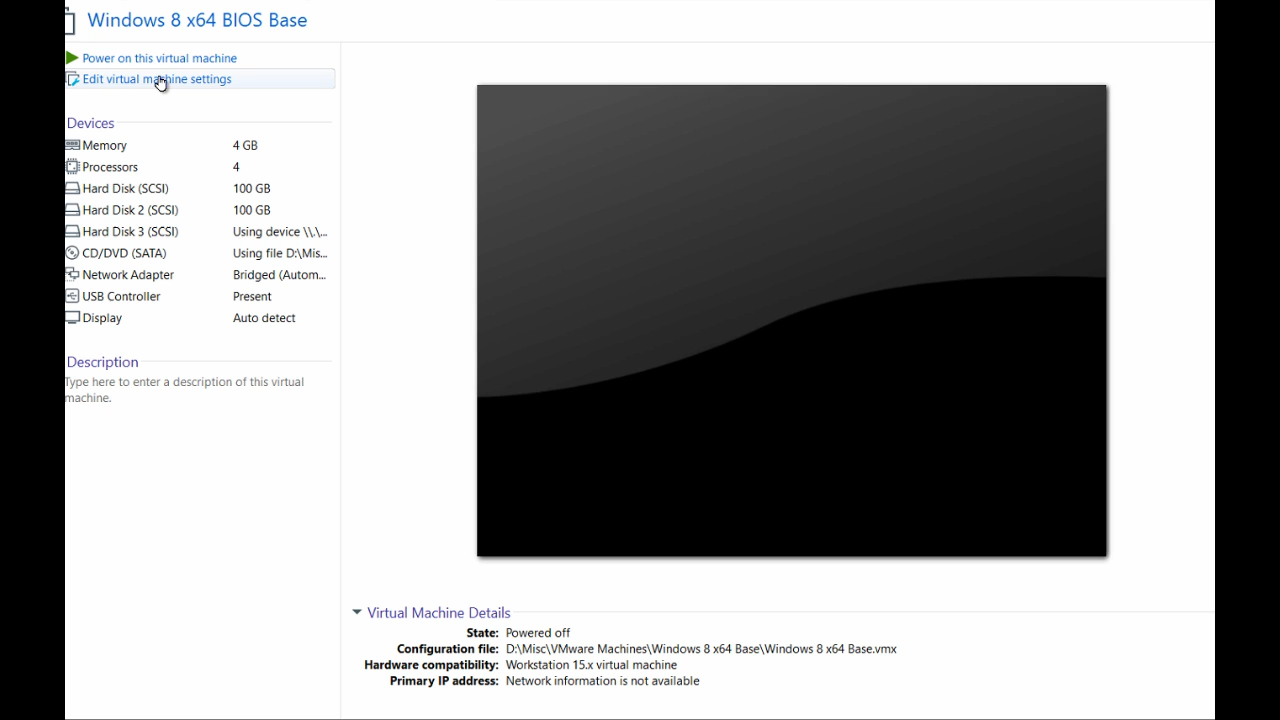 Windows 8 x64 BIOS Base
Power on this virtual machine
Edit virtual machine settings
Devices
Memory 4 GB
Processors 4
Hard Disk (SCSI) 100 GB
Hard Disk 2 (SCSI) 100 GB
Hard Disk 3 (SCSI) Using device \\.\...
CD/DVD (SATA) Using file D:\Mis...
Network Adapter Bridged (Autom...
USB Controller Present
Display Auto detect
Description
Type here to enter a description of this virtual
machine.
Virtual Machine Details
State: Powered off
Configuration file: D:\Misc\VMware Machines\Windows 8 x64 Base\Windows 8 x64 Base.vmx
Hardware compatibility: Workstation 15.x virtual machine
Primary IP address: Network information is not available